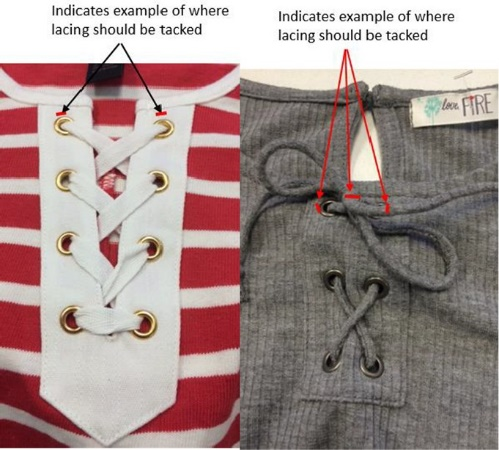 Indicates example of where
lacing should be tacked
Indicates example of where
lacing should be tacked
love, FIRE